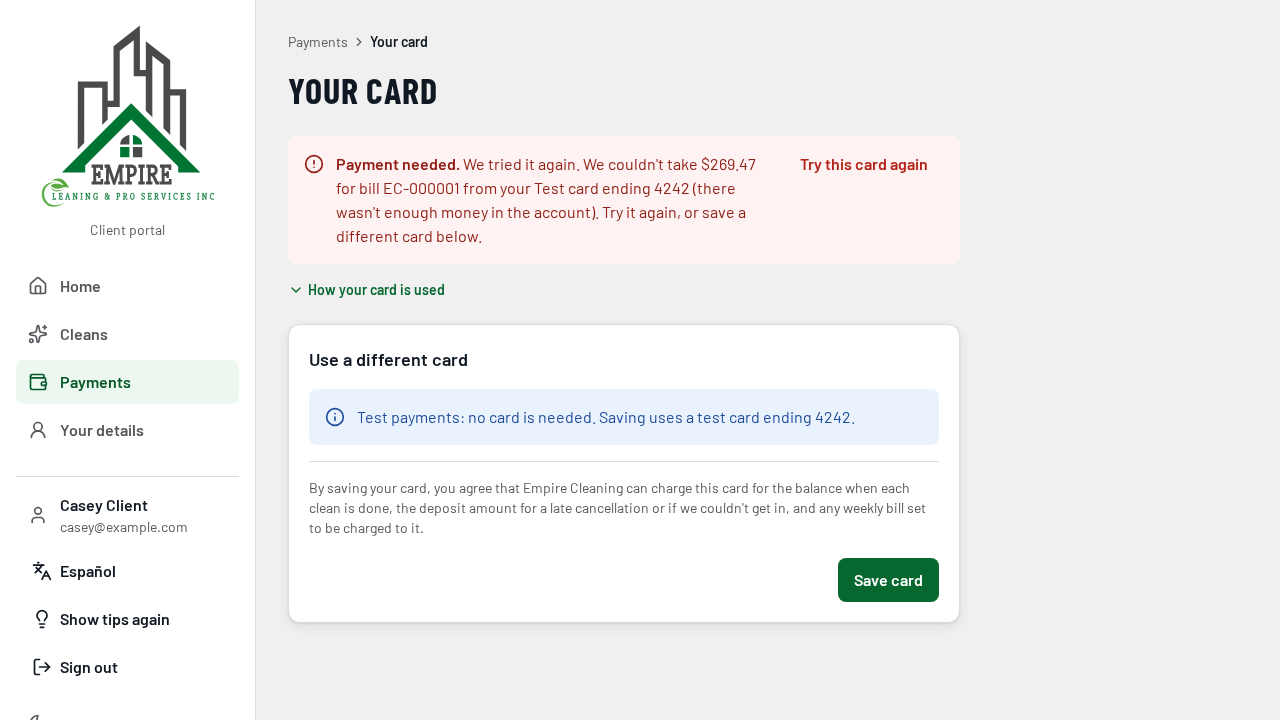 EMPIRE
LEANING & PRO SERVICES INC
Client portal
Home
Cleans
Payments
Your details
Casey Client
casey@example.com
Español
Show tips again
Sign out
Payments > Your card
YOUR CARD
Payment needed. We tried it again. We couldn't take $269.47
for bill EC-000001 from your Test card ending 4242 (there
wasn't enough money in the account). Try it again, or save a
different card below.
Try this card again
How your card is used
Use a different card
Test payments: no card is needed. Saving uses a test card ending 4242.
By saving your card, you agree that Empire Cleaning can charge this card for the balance when each
clean is done, the deposit amount for a late cancellation or if we couldn't get in, and any weekly bill set
to be charged to it.
Save card